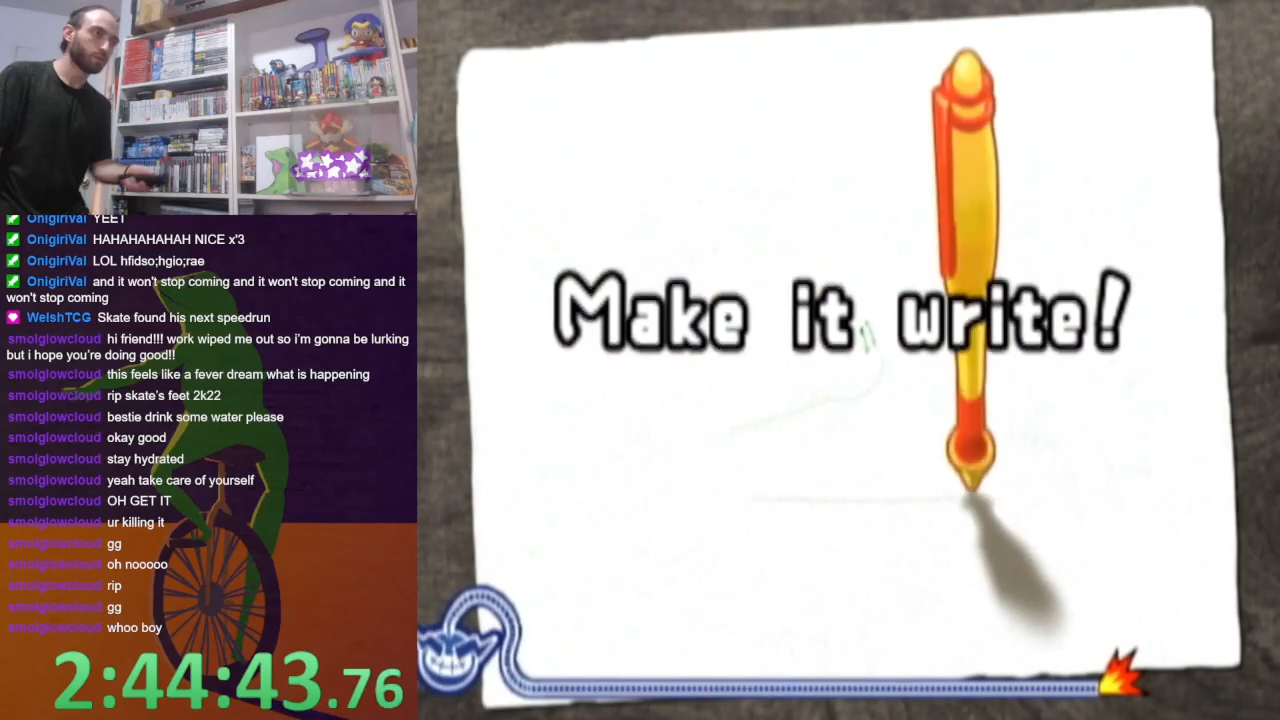 OnigiriVal YEET
OnigiriVal HAHAHAHAHAH NICE x'3
OnigiriVal LOL hfidso;hgio;rae
OnigiriVal and it won't stop coming and it won't stop coming and it
won't stop coming
WelshTCG Skate found his next speedrun
smolglowcloud hi friend!!! work wiped me out so i'm gonna be lurking
but i hope you're doing good!!
smolglowcloud this feels like a fever dream what is happening
smolglowcloud rip skate's feet 2k22
smolglowcloud bestie drink some water please
smolglowcloud okay good
smolglowcloud stay hydrated
smolglowcloud yeah take care of yourself
smolglowcloud OH GET IT
smolglowcloud ur killing it
smolglowcloud gg
smolglowcloud oh nooooo
smolglowcloud rip
smolglowcloud gg
smolglowcloud whoo boy
2:44:43.76
Make it write!